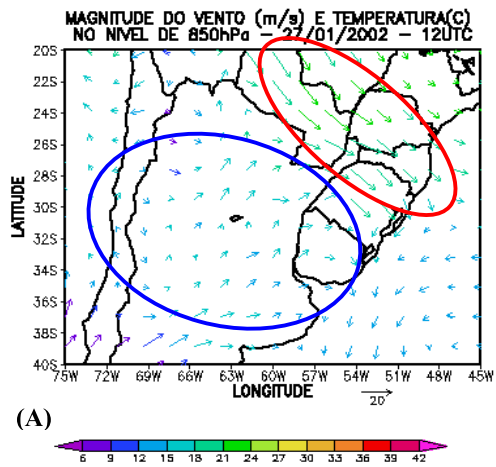 MAGNITUDE DO VENTO (m/s) E TEMPERATURA(C)
NO NIVEL DE 850hPa – 27/01/2002 – 12UTC
20S
22S
24S
26S
28S
30S
32S
34S
36S
38S
40S
LATITUDE
75W 72W 69W 66W 63W 60W 57W 54W 51W 48W 45W
LONGITUDE
20
(A)
6 9 12 15 18 21 24 27 30 33 36 39 42